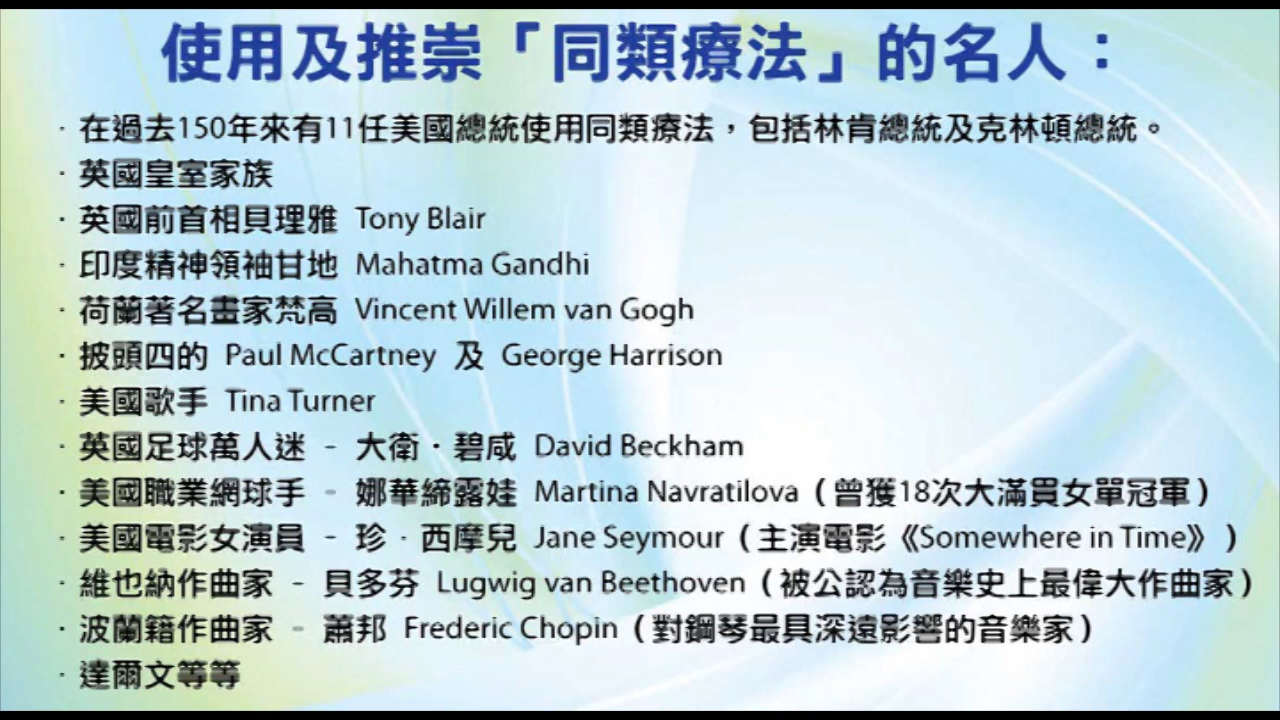 使用及推崇「同類療法」的名人：
· 在過去150年來有11任美國總統使用同類療法，包括林肯總統及克林頓總統。
· 英國皇室家族
· 英國前首相貝理雅 Tony Blair
· 印度精神領袖甘地 Mahatma Gandhi
· 荷蘭著名畫家梵高 Vincent Willem van Gogh
· 披頭四的 Paul McCartney 及 George Harrison
· 美國歌手 Tina Turner
· 英國足球萬人迷 - 大衛·碧咸 David Beckham
· 美國職業網球手 - 娜華締露娃 Martina Navratilova（曾獲18次大滿貫女單冠軍）
· 美國電影女演員 - 珍·西摩兒 Jane Seymour（主演電影《Somewhere in Time》）
· 維也納作曲家 - 貝多芬 Lugwig van Beethoven（被公認為音樂史上最偉大作曲家）
· 波蘭籍作曲家 - 蕭邦 Frederic Chopin（對鋼琴最具深遠影響的音樂家）
· 達爾文等等